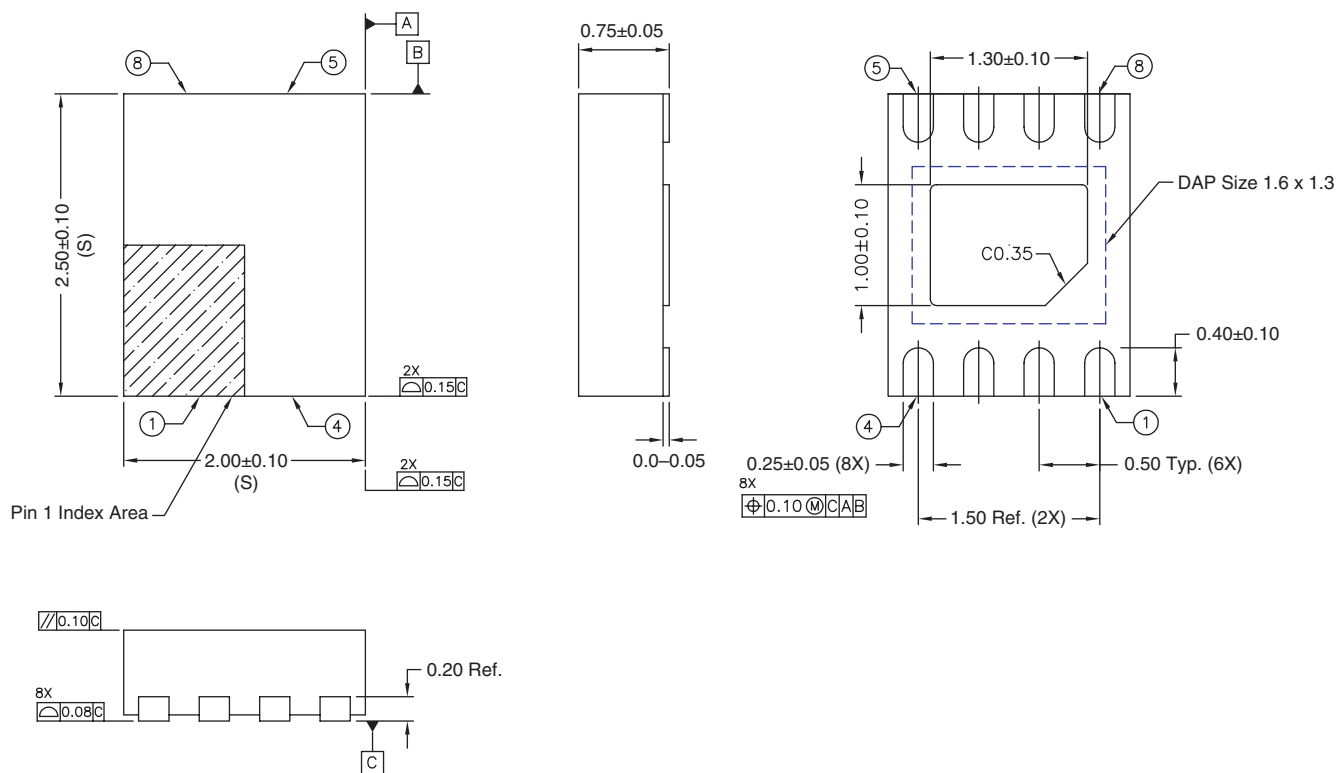 A
B
8
5
2.50±0.10
(S)
2X
⌓ 0.15 C
1
4
2.00±0.10
(S)
2X
⌓ 0.15 C
Pin 1 Index Area
0.75±0.05
0.0–0.05
5
1.30±0.10
8
DAP Size 1.6 x 1.3
1.00±0.10
C0.35
0.40±0.10
4
1
0.25±0.05 (8X)
0.50 Typ. (6X)
8X
⌖ 0.10 Ⓜ C A B
1.50 Ref. (2X)
// 0.10 C
0.20 Ref.
8X
⌓ 0.08 C
C